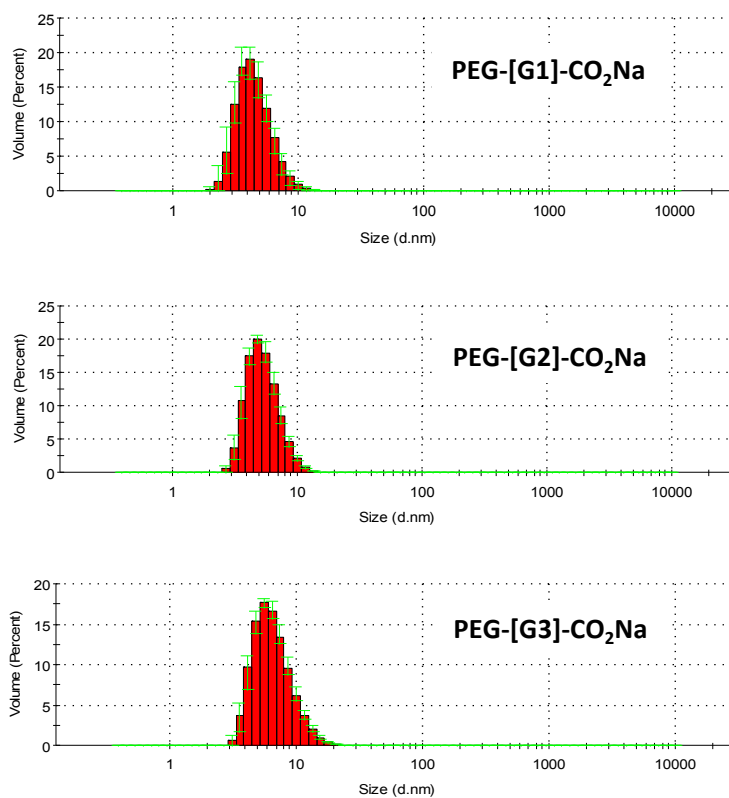 25
20
15
10
5
0
Volume (Percent)
PEG-[G1]-CO₂Na
1 10 100 1000 10000
Size (d.nm)
25
20
15
10
5
0
Volume (Percent)
PEG-[G2]-CO₂Na
1 10 100 1000 10000
Size (d.nm)
20
15
10
5
0
Volume (Percent)
PEG-[G3]-CO₂Na
1 10 100 1000 10000
Size (d.nm)